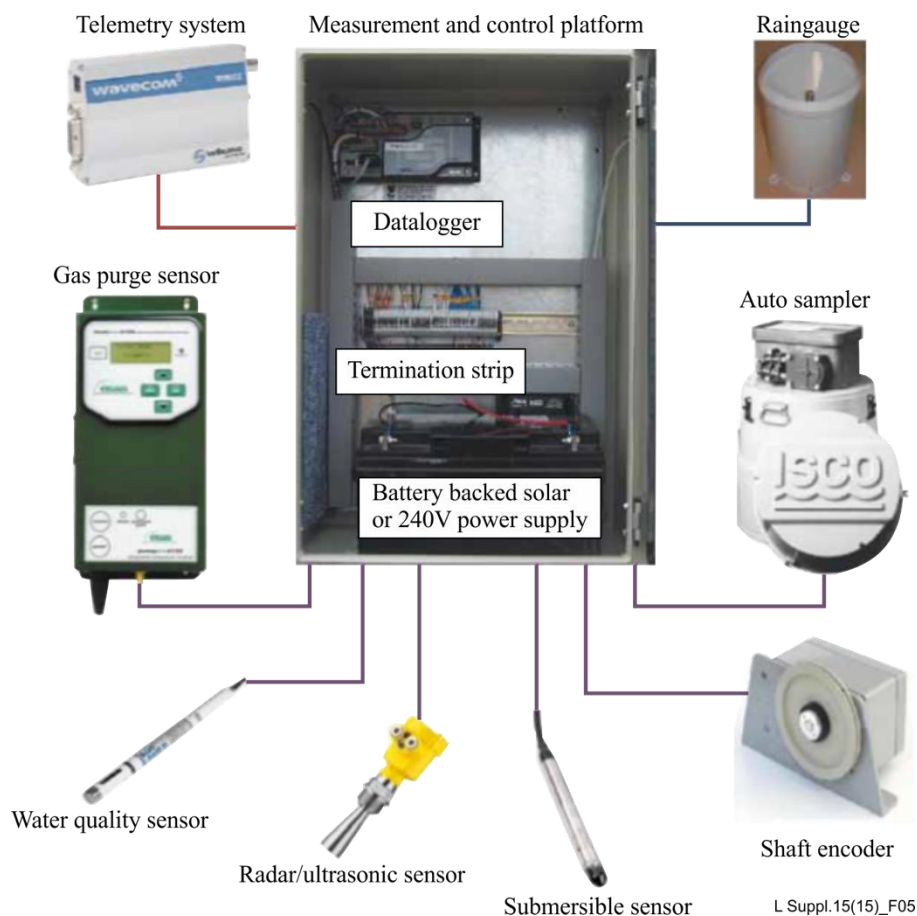 Telemetry system
Measurement and control platform
Raingauge
wavecom
Datalogger
Gas purge sensor
Auto sampler
Termination strip
ISCO
Battery backed solar
or 240V power supply
Water quality sensor
Radar/ultrasonic sensor
Submersible sensor
Shaft encoder
L Suppl.15(15)_F05